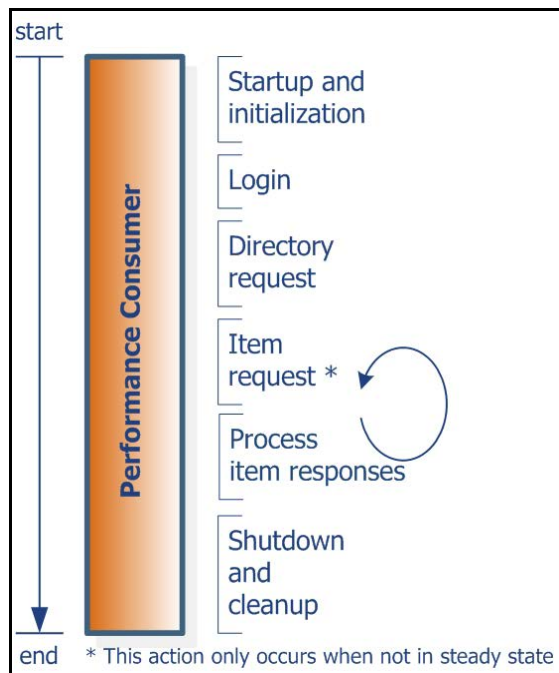 start
Performance Consumer
Startup and
initialization
Login
Directory
request
Item
request *
Process
item responses
Shutdown
and
cleanup
end
* This action only occurs when not in steady state